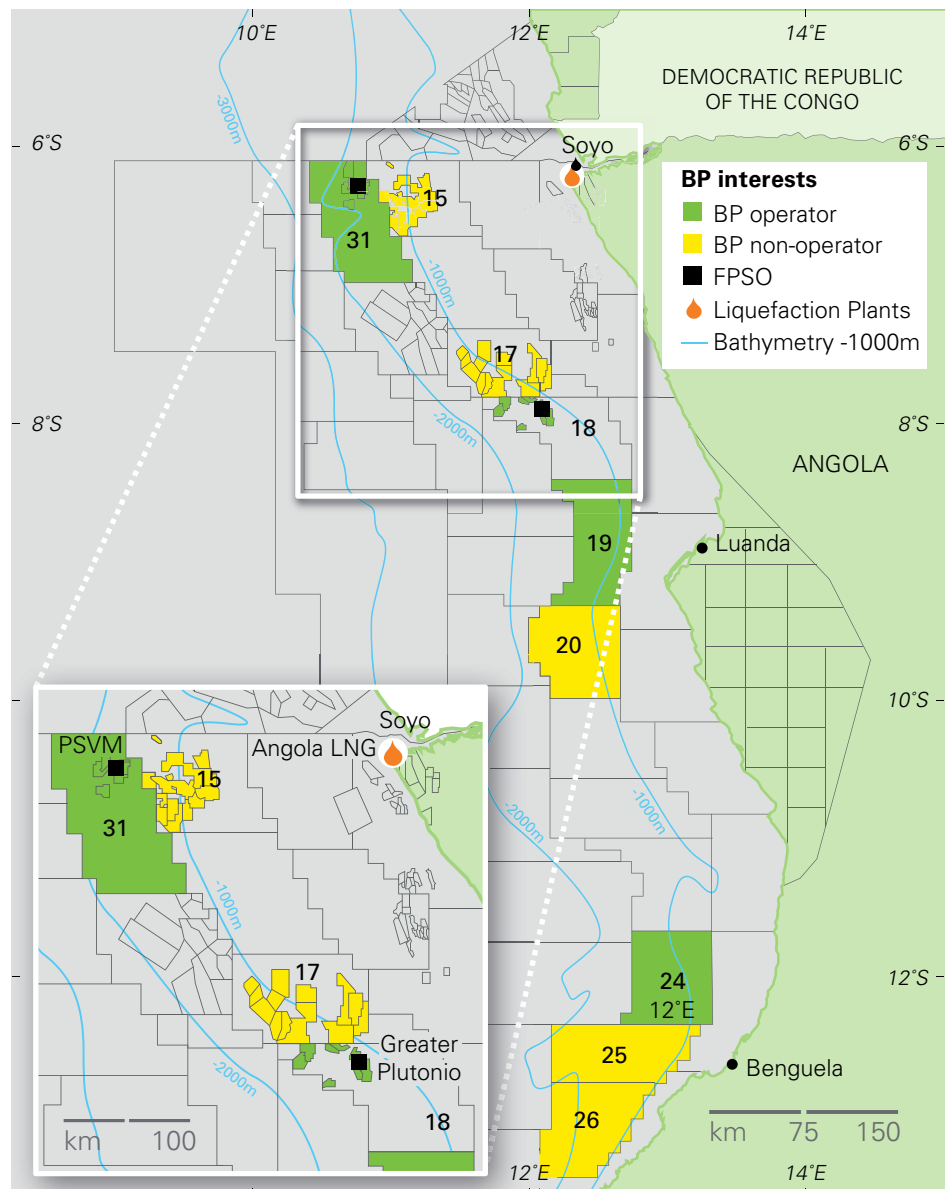 10˚E
12˚E
14˚E
DEMOCRATIC REPUBLIC
OF THE CONGO
-3000m
6˚S
6˚S
Soyo
BP interests
BP operator
BP non-operator
FPSO
Liquefaction Plants
Bathymetry -1000m
15
31
-1000m
17
-2000m
18
8˚S
8˚S
ANGOLA
19
Luanda
20
10˚S
-2000m
-1000m
Soyo
PSVM
Angola LNG
15
31
-1000m
17
Greater
Plutonio
-2000m
18
km
100
24
12˚E
12˚S
25
Benguela
26
km
75
150
12˚E
14˚E